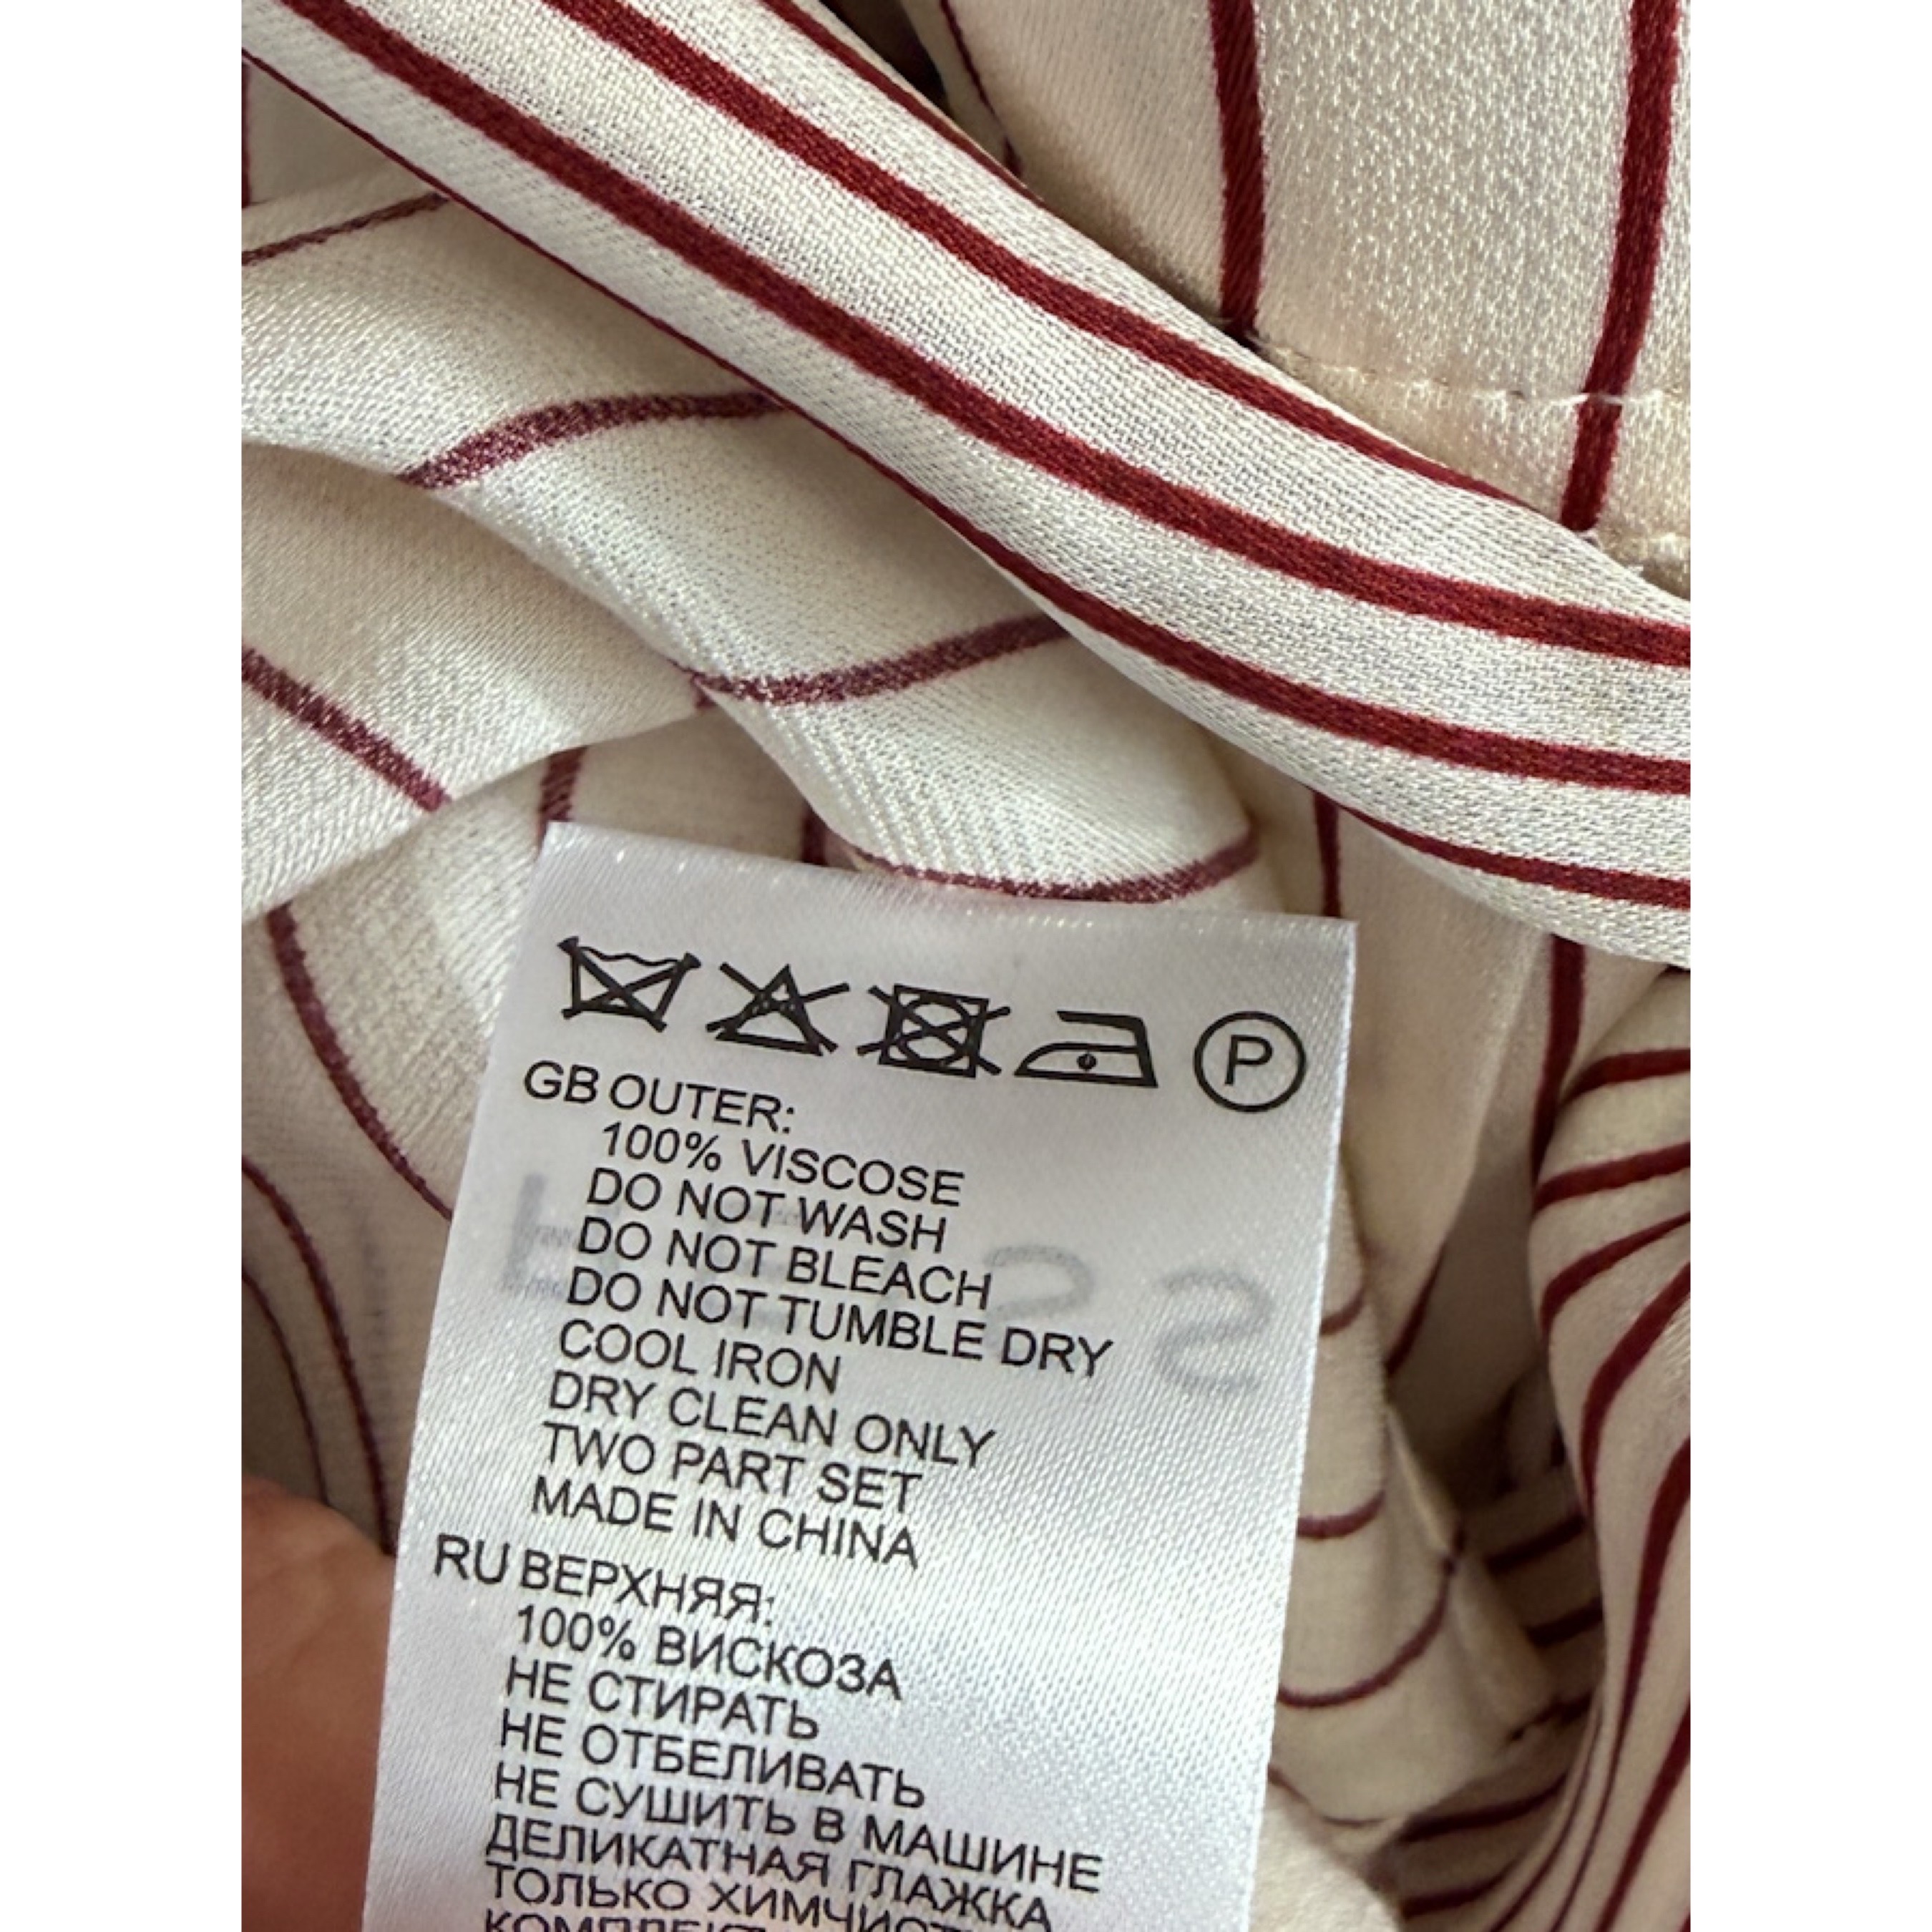 P
GB OUTER:
100% VISCOSE
DO NOT WASH
DO NOT BLEACH
DO NOT TUMBLE DRY
COOL IRON
DRY CLEAN ONLY
TWO PART SET
MADE IN CHINA
RU ВЕРХНЯЯ:
100% ВИСКОЗА
НЕ СТИРАТЬ
НЕ ОТБЕЛИВАТЬ
НЕ СУШИТЬ В МАШИНЕ
ДЕЛИКАТНАЯ ГЛАЖКА
ТОЛЬКО